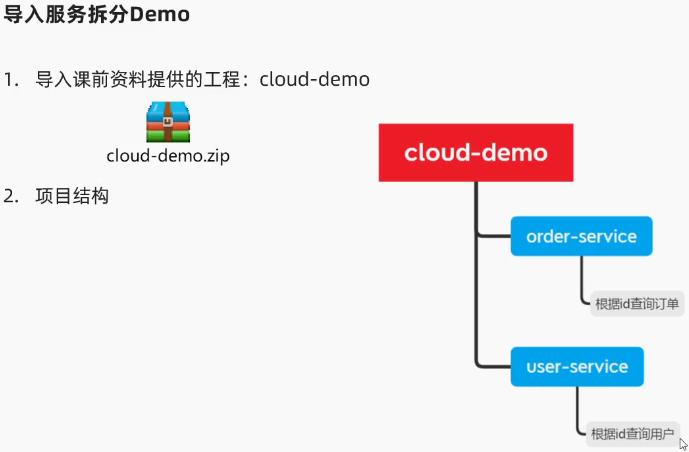 导入服务拆分Demo
1. 导入课前资料提供的工程：cloud-demo
cloud-demo.zip
2. 项目结构
cloud-demo
order-service
根据id查询订单
user-service
根据id查询用户